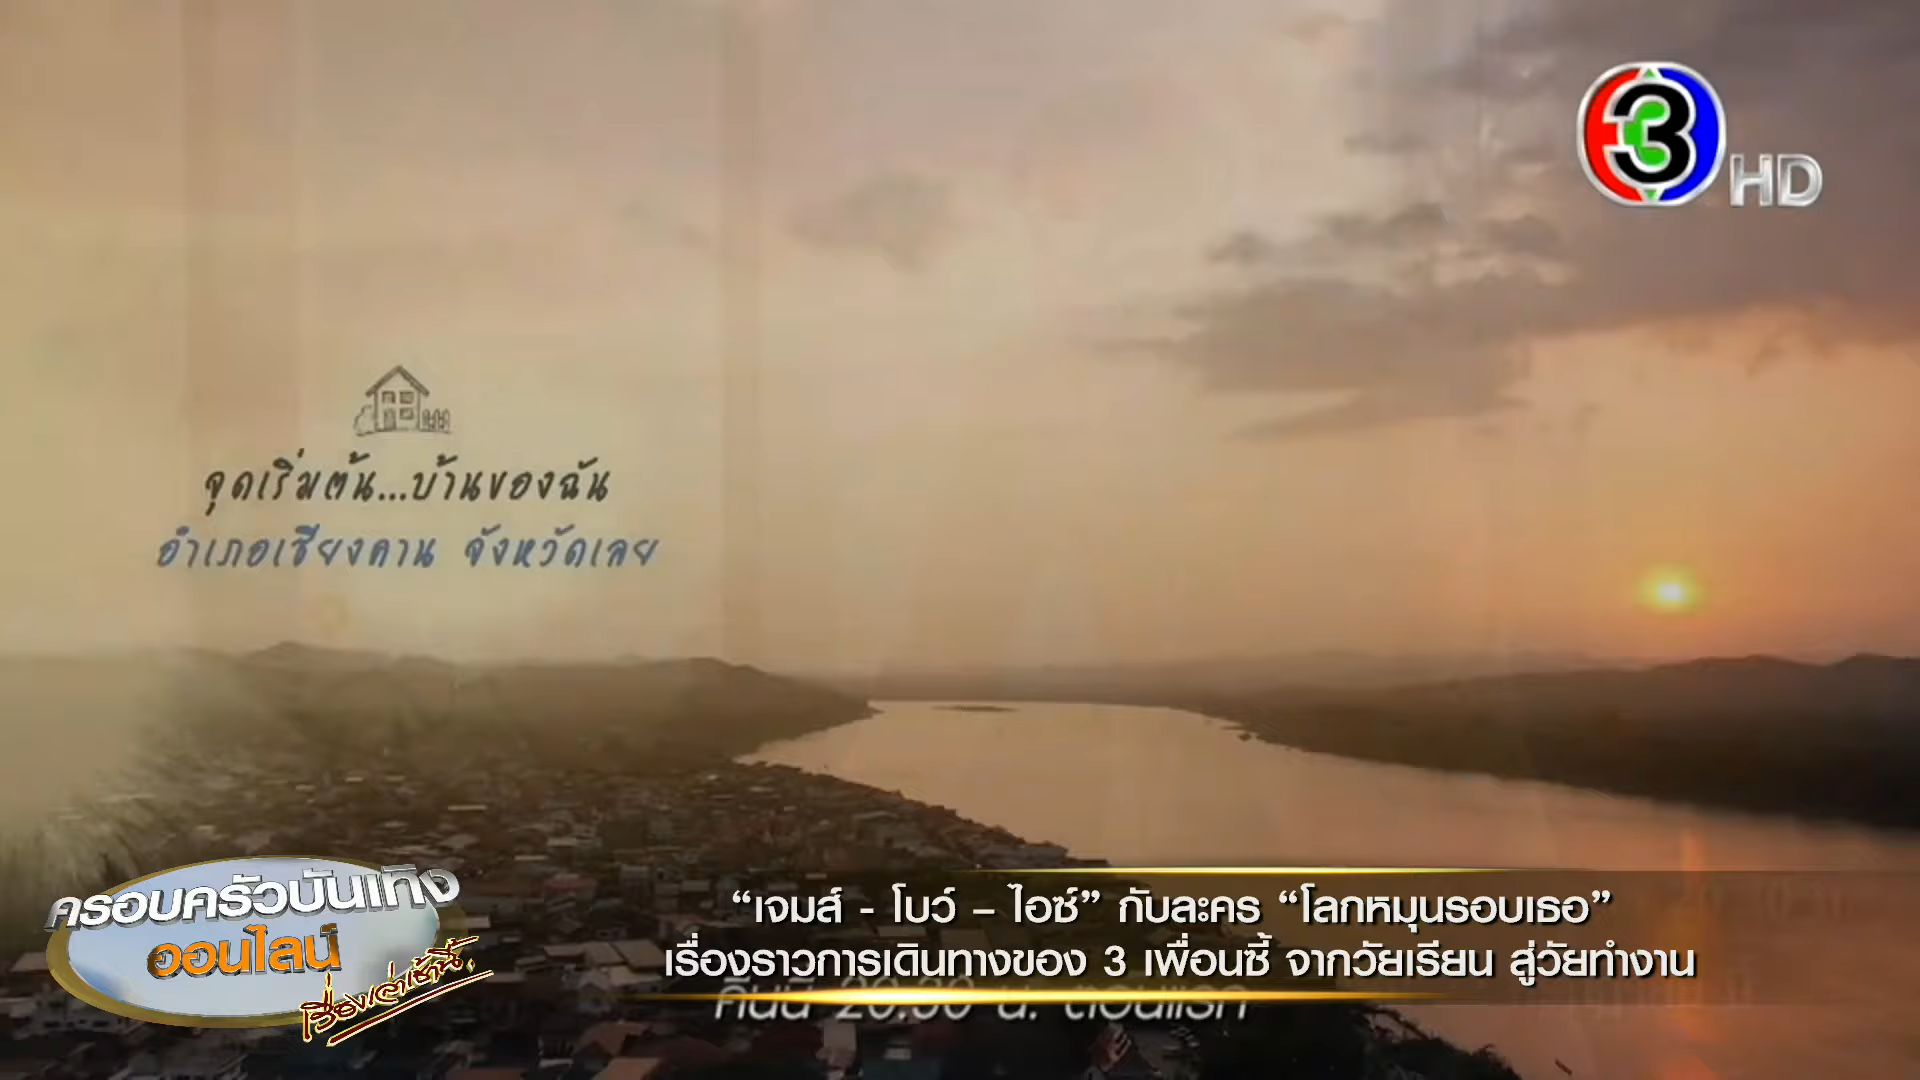 3 HD
จุดเริ่มต้น...บ้านของฉัน
อำเภอเชียงคาน จังหวัดเลย
ครอบครัวบันเทิง
ออนไลน์
เรื่องเล่าเช้านี้
“เจมส์ - โบว์ – ไอซ์” กับละคร “โลกหมุนรอบเธอ”
เรื่องราวการเดินทางของ 3 เพื่อนซี้ จากวัยเรียน สู่วัยทำงาน
คืนนี้ 20.30 น. ตอนแรก